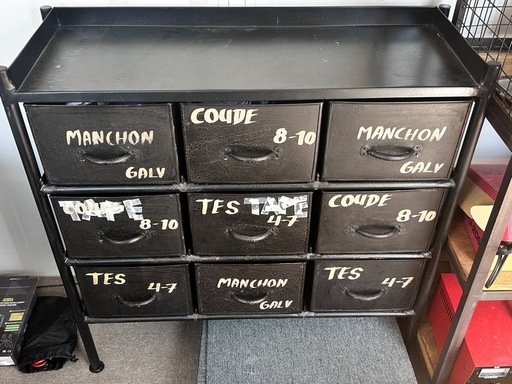 MANCHON
GALV
COUDE
8-10
MANCHON
GALV
TAPE
8-10
TES TAPE
4-7
COUDE
8-10
TES 4-7
MANCHON
GALV
TES 4-7